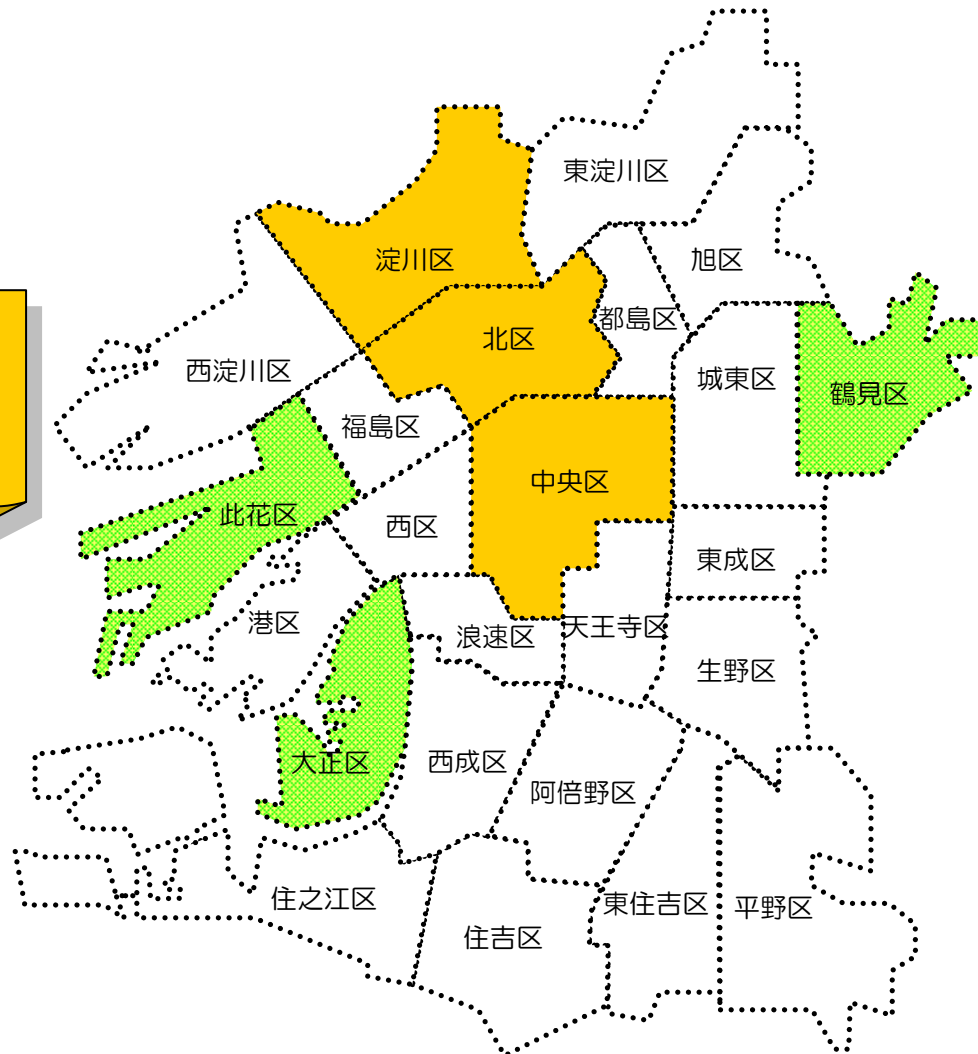 東淀川区
淀川区
旭区
北区
都島区
西淀川区
城東区
鶴見区
福島区
中央区
此花区
西区
東成区
港区
浪速区
天王寺区
生野区
大正区
西成区
阿倍野区
住之江区
東住吉区
平野区
住吉区